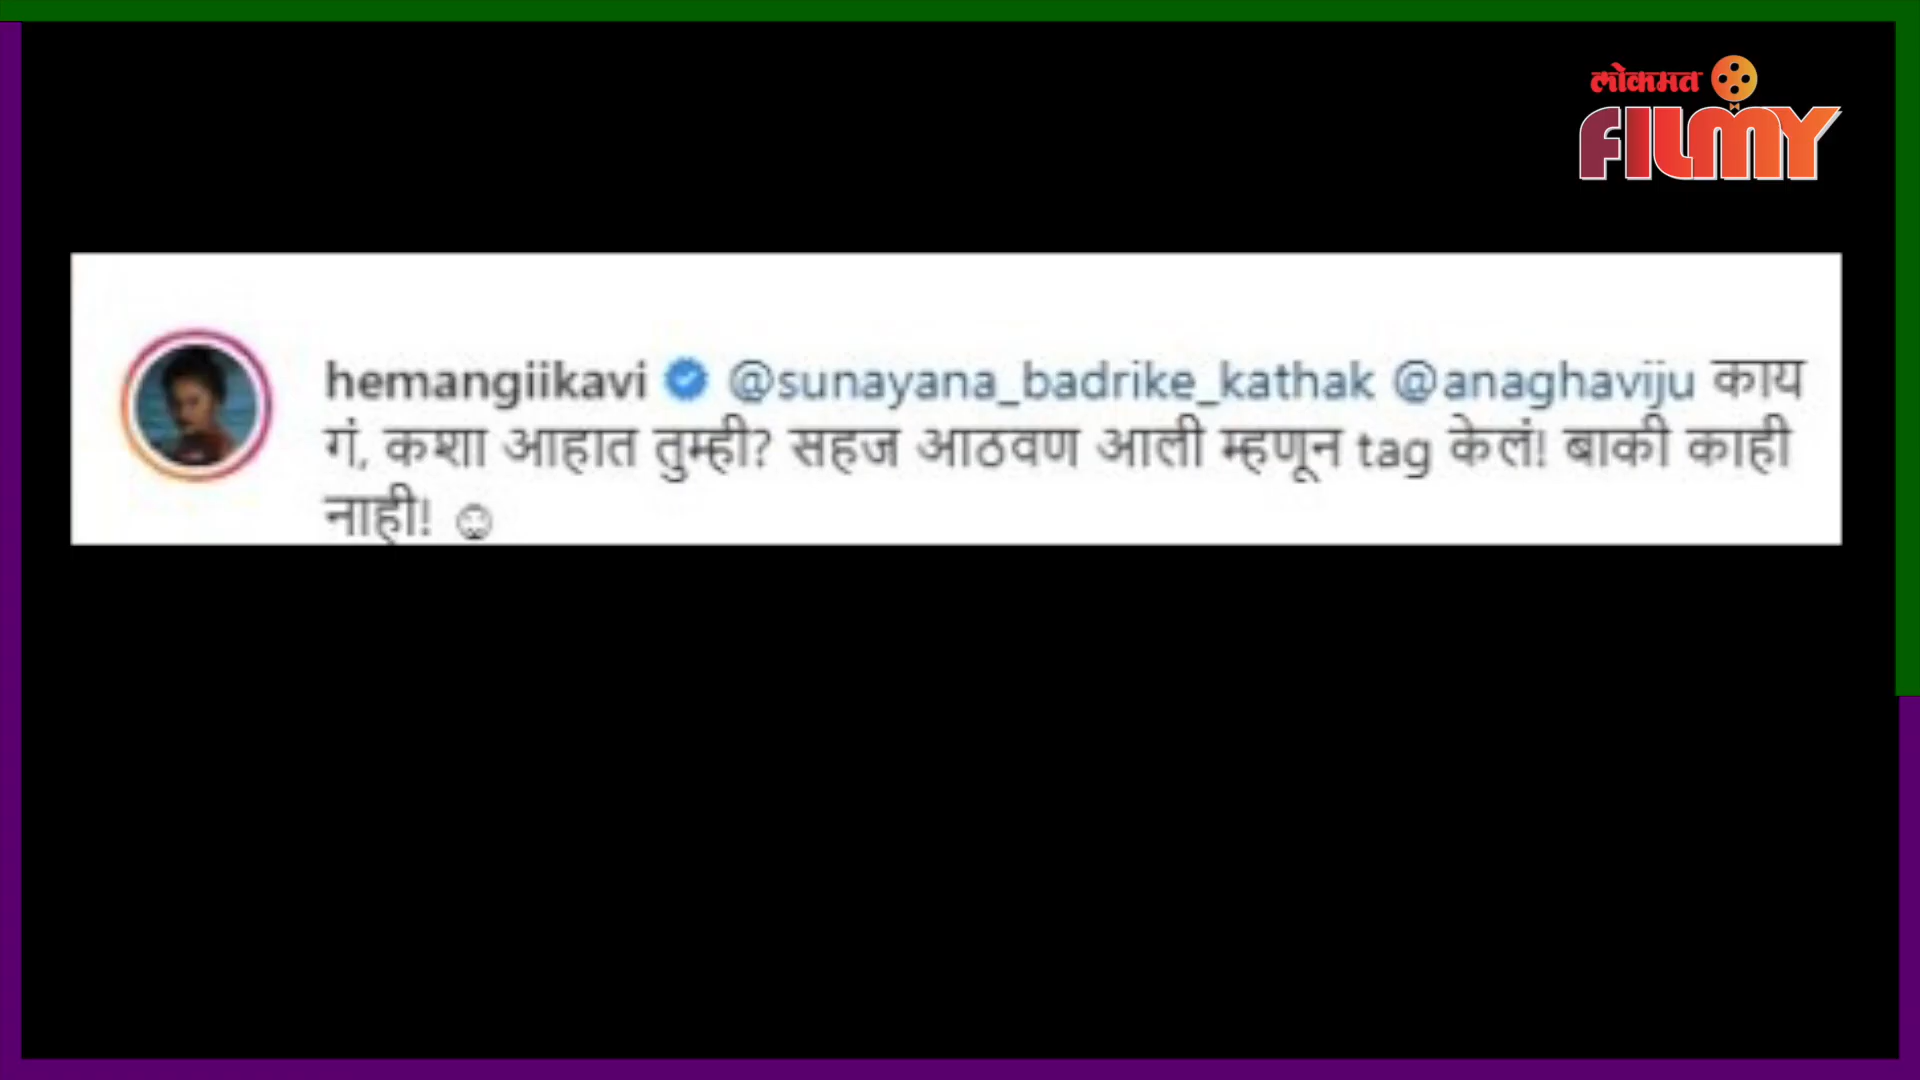 लोकमत
FILMY
hemangiikavi @sunayana_badrike_kathak @anaghaviju काय
गं, कशा आहात तुम्ही? सहज आठवण आली म्हणून tag केलं! बाकी काही
नाही! ☺